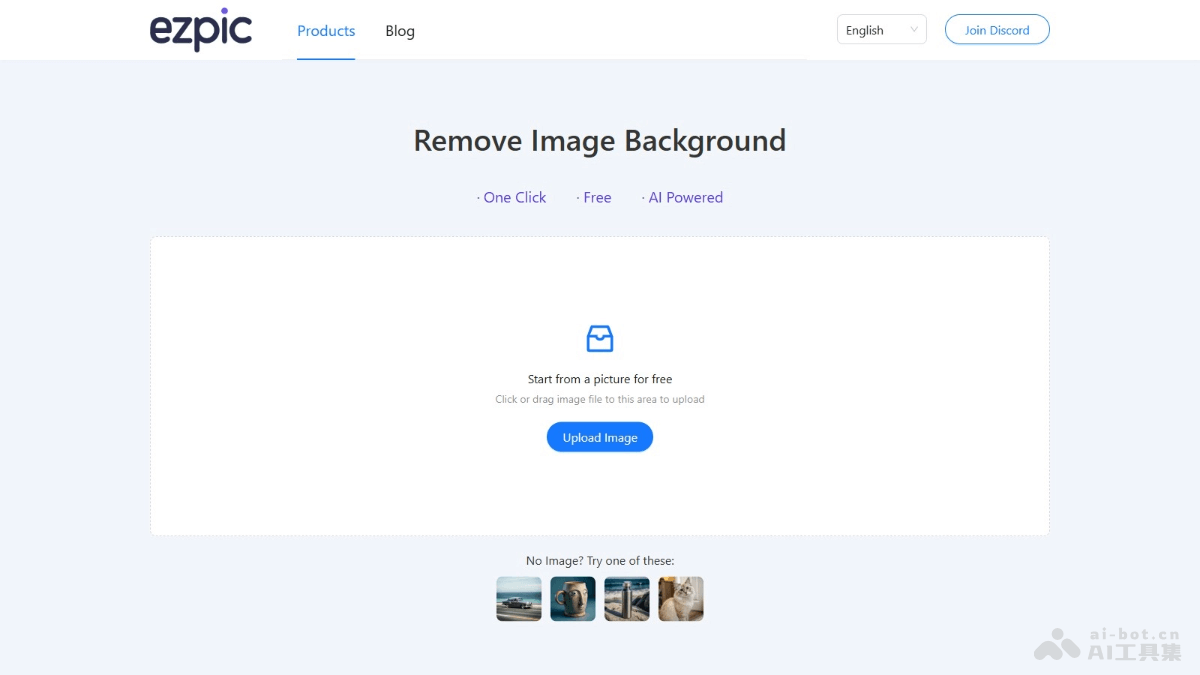 ezpic
Products
Blog
English
Join Discord
Remove Image Background
· One Click · Free · AI Powered
Start from a picture for free
Click or drag image file to this area to upload
Upload Image
No Image? Try one of these:
ai-bot.cn
AI工具集